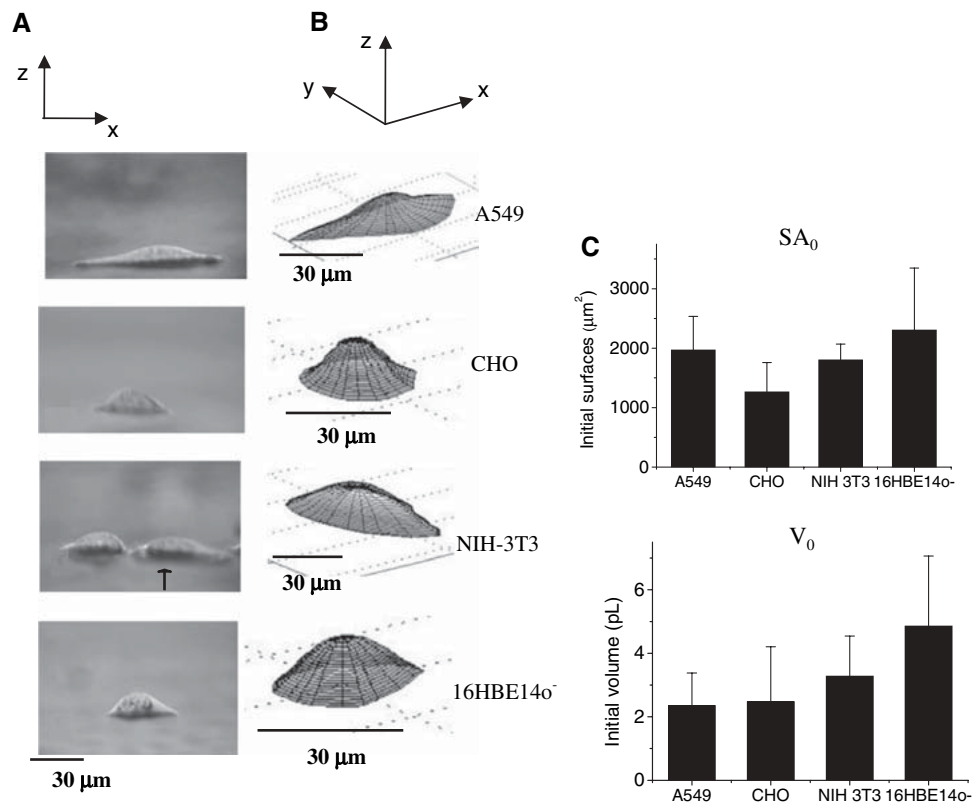 A
z
x
B
z
y
x
A549
30 µm
CHO
30 µm
NIH-3T3
30 µm
16HBE14o⁻
30 µm
30 µm
C
SA₀
Initial surfaces (µm²)
3000
2000
1000
0
A549 CHO NIH 3T3 16HBE14o-
V₀
Initial volume (pL)
6
4
2
0
A549 CHO NIH 3T3 16HBE14o-